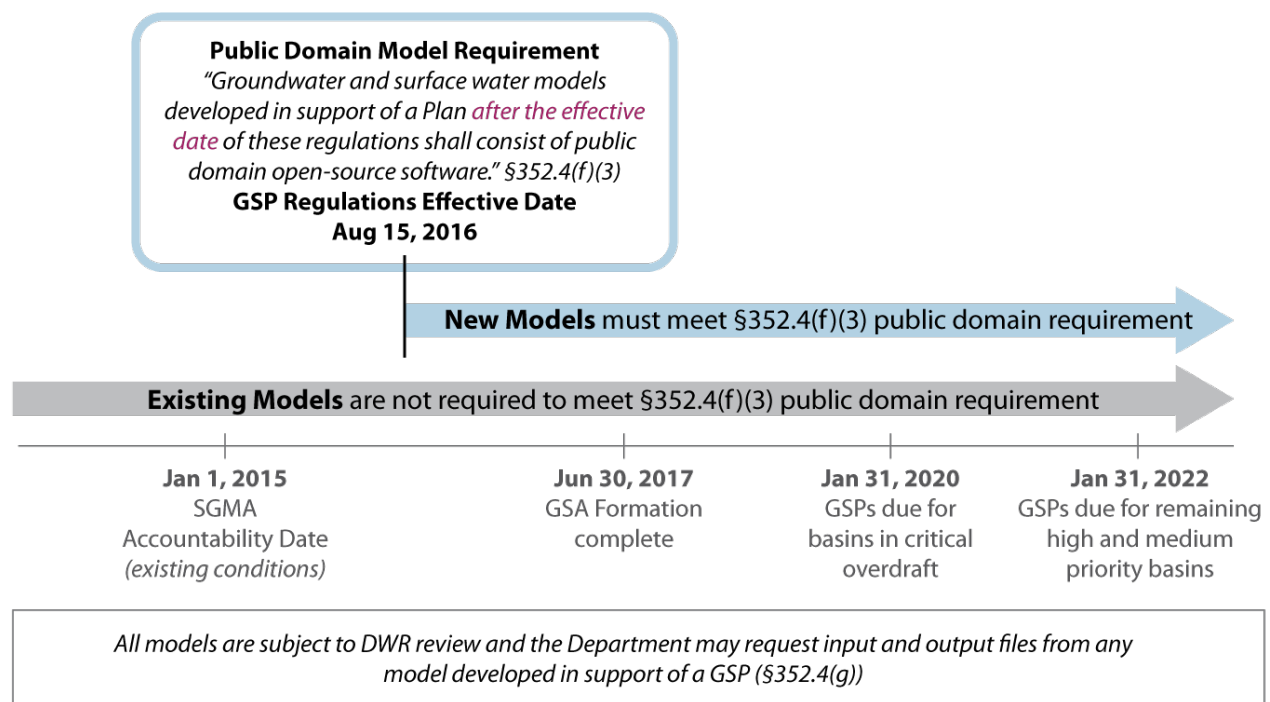 Public Domain Model Requirement
“Groundwater and surface water models
developed in support of a Plan after the effective
date of these regulations shall consist of public
domain open-source software.” §352.4(f)(3)
GSP Regulations Effective Date
Aug 15, 2016
New Models must meet §352.4(f)(3) public domain requirement
Existing Models are not required to meet §352.4(f)(3) public domain requirement
Jan 1, 2015
SGMA
Accountability Date
(existing conditions)
Jun 30, 2017
GSA Formation
complete
Jan 31, 2020
GSPs due for
basins in critical
overdraft
Jan 31, 2022
GSPs due for remaining
high and medium
priority basins
All models are subject to DWR review and the Department may request input and output files from any
model developed in support of a GSP (§352.4(g))